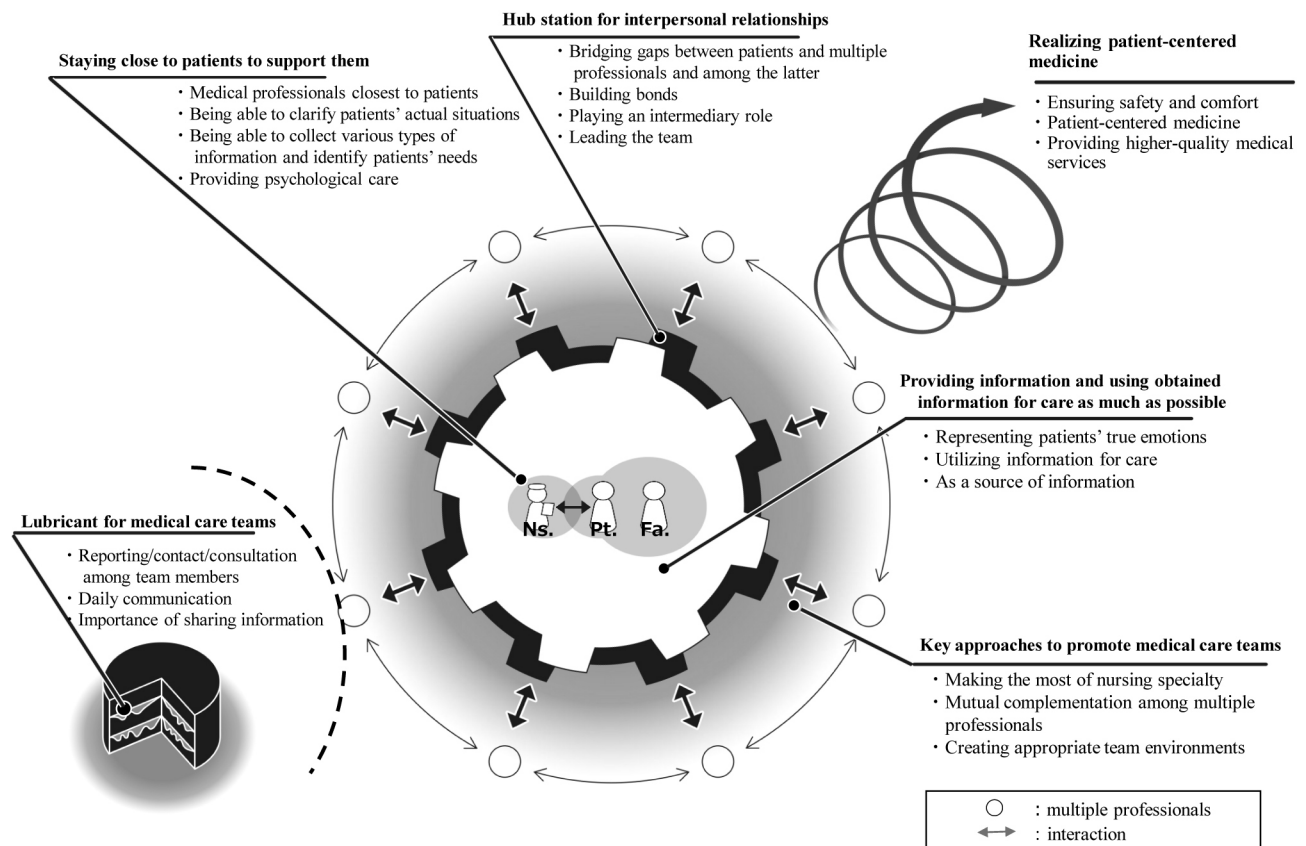 Hub station for interpersonal relationships
・Bridging gaps between patients and multiple
professionals and among the latter
・Building bonds
・Playing an intermediary role
・Leading the team
Staying close to patients to support them
・Medical professionals closest to patients
・Being able to clarify patients' actual situations
・Being able to collect various types of
information and identify patients' needs
・Providing psychological care
Realizing patient-centered
medicine
・Ensuring safety and comfort
・Patient-centered medicine
・Providing higher-quality medical
services
Providing information and using obtained
information for care as much as possible
・Representing patients' true emotions
・Utilizing information for care
・As a source of information
Ns.
Pt.
Fa.
Lubricant for medical care teams
・Reporting/contact/consultation
among team members
・Daily communication
・Importance of sharing information
Key approaches to promote medical care teams
・Making the most of nursing specialty
・Mutual complementation among multiple
professionals
・Creating appropriate team environments
: multiple professionals
: interaction